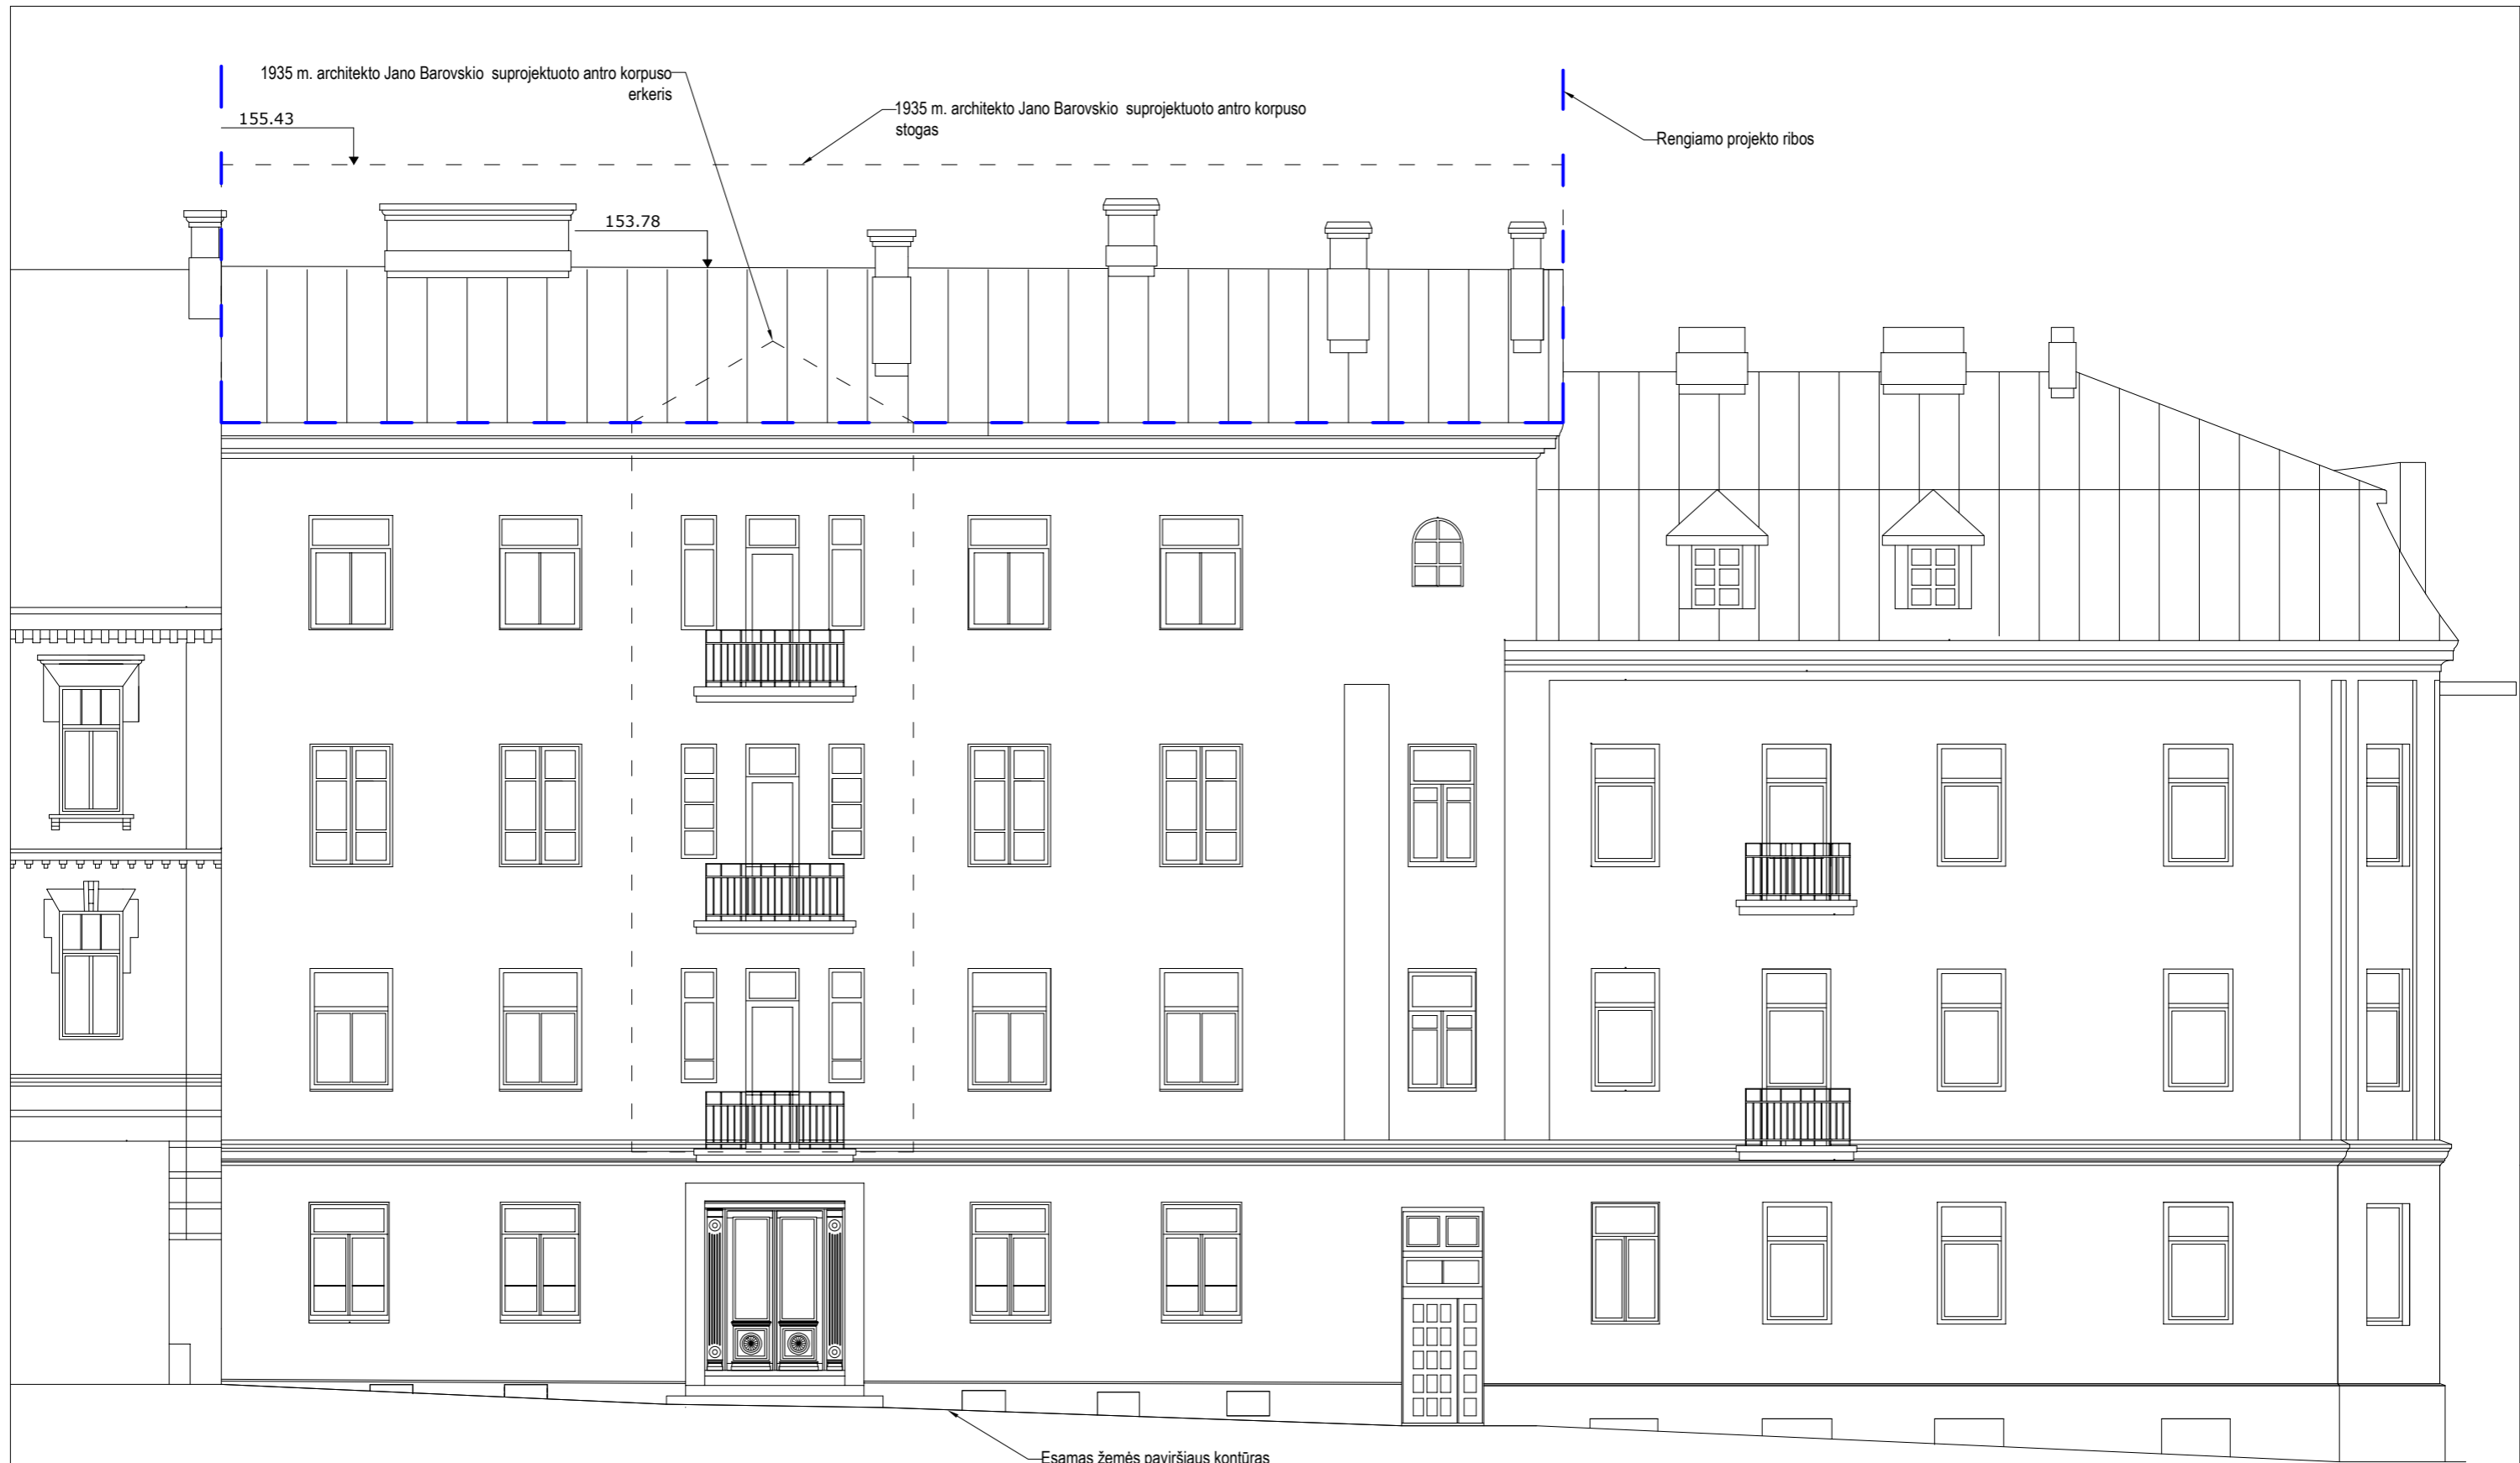 1935 m. architekto Jano Barovskio suprojektuoto antro korpuso
erkeris
1935 m. architekto Jano Barovskio suprojektuoto antro korpuso
stogas
155.43
Rengiamo projekto ribos
153.78
Esamas žemės paviršiaus kontūras